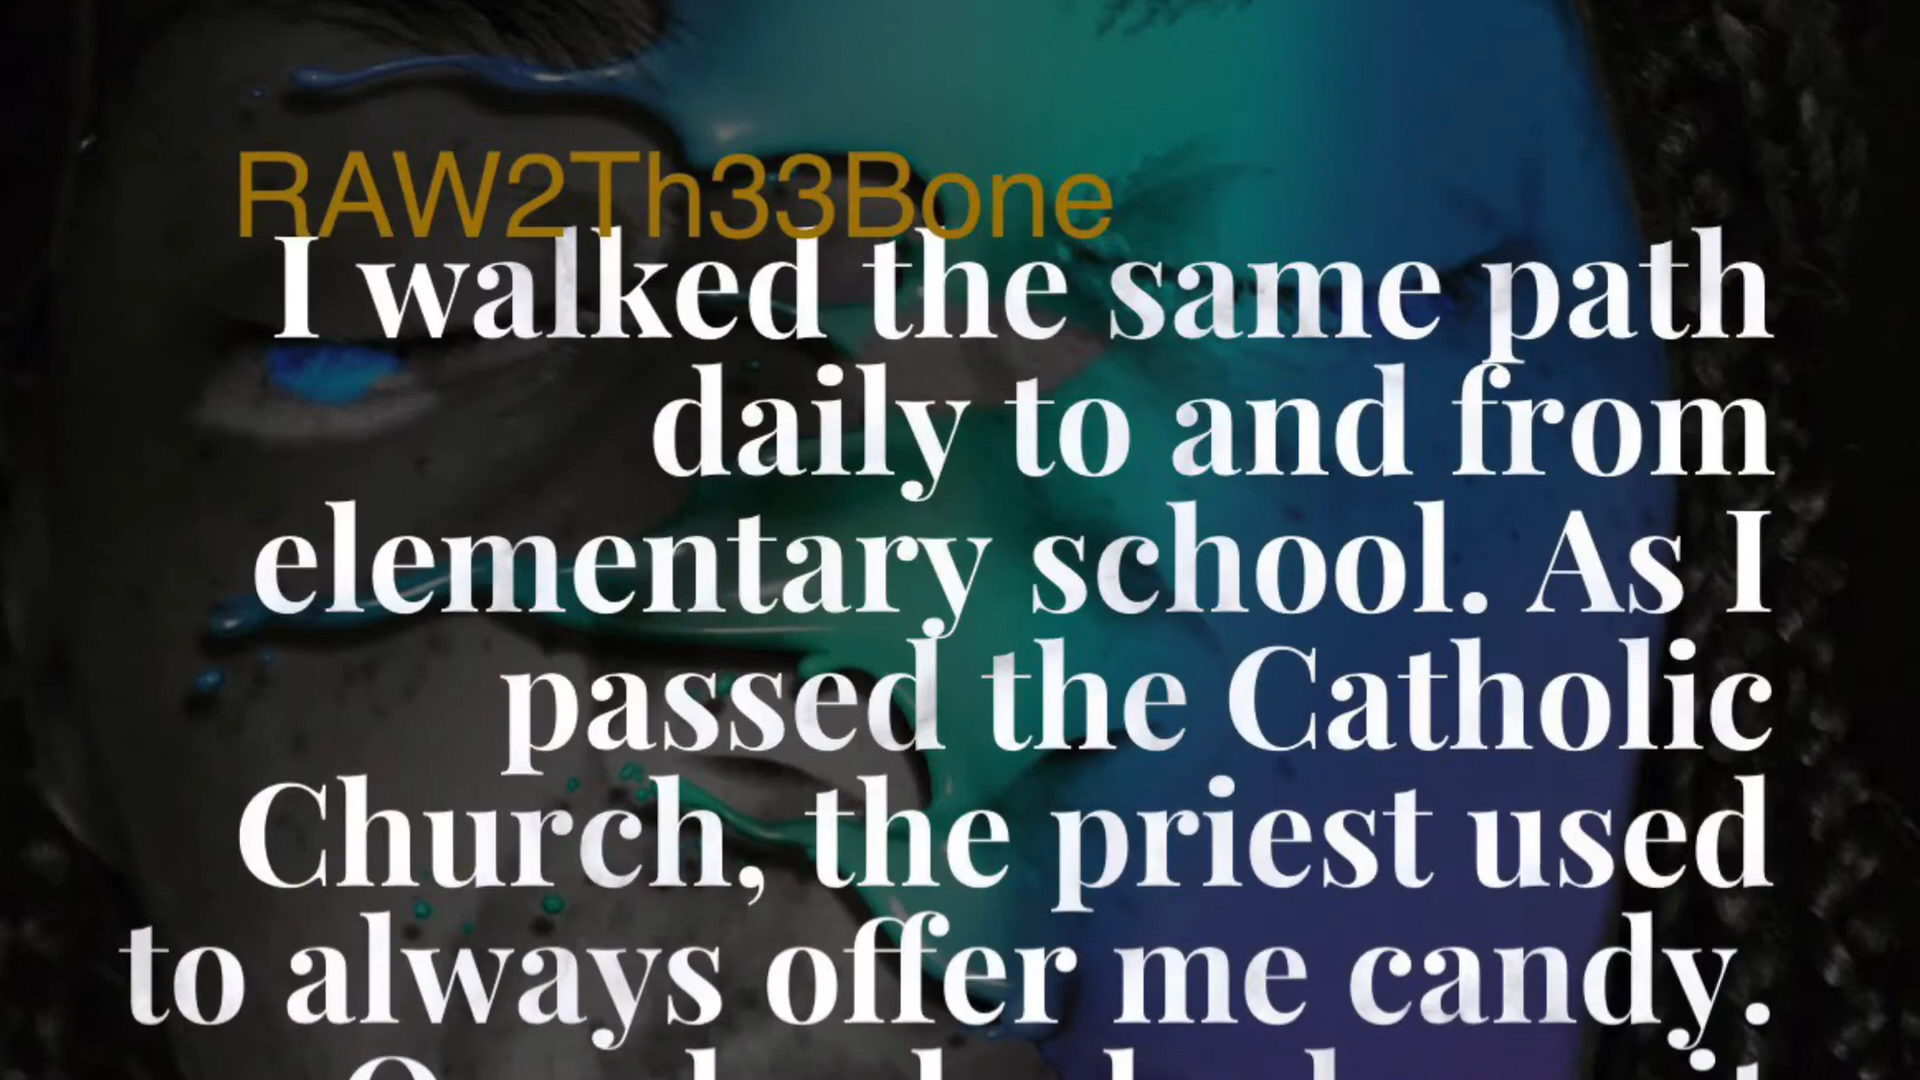 RAW2Th33Bone
I walked the same path
daily to and from
elementary school. As I
passed the Catholic
Church, the priest used
to always offer me candy.